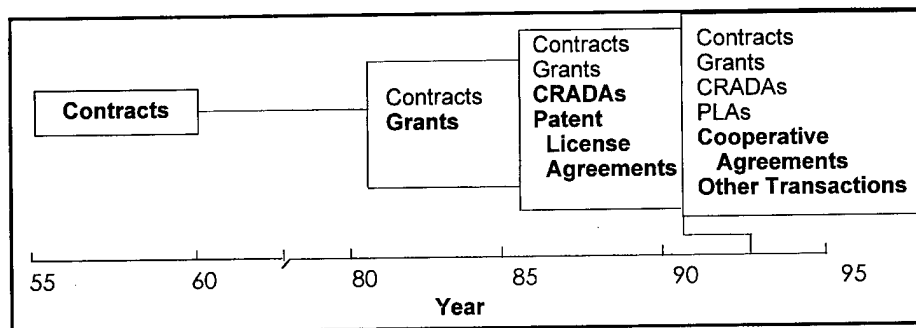 Contracts
Contracts
Grants
Contracts
Grants
CRADAs
Patent
License
Agreements
Contracts
Grants
CRADAs
PLAs
Cooperative
Agreements
Other Transactions
55 60 80 85 90 95
Year